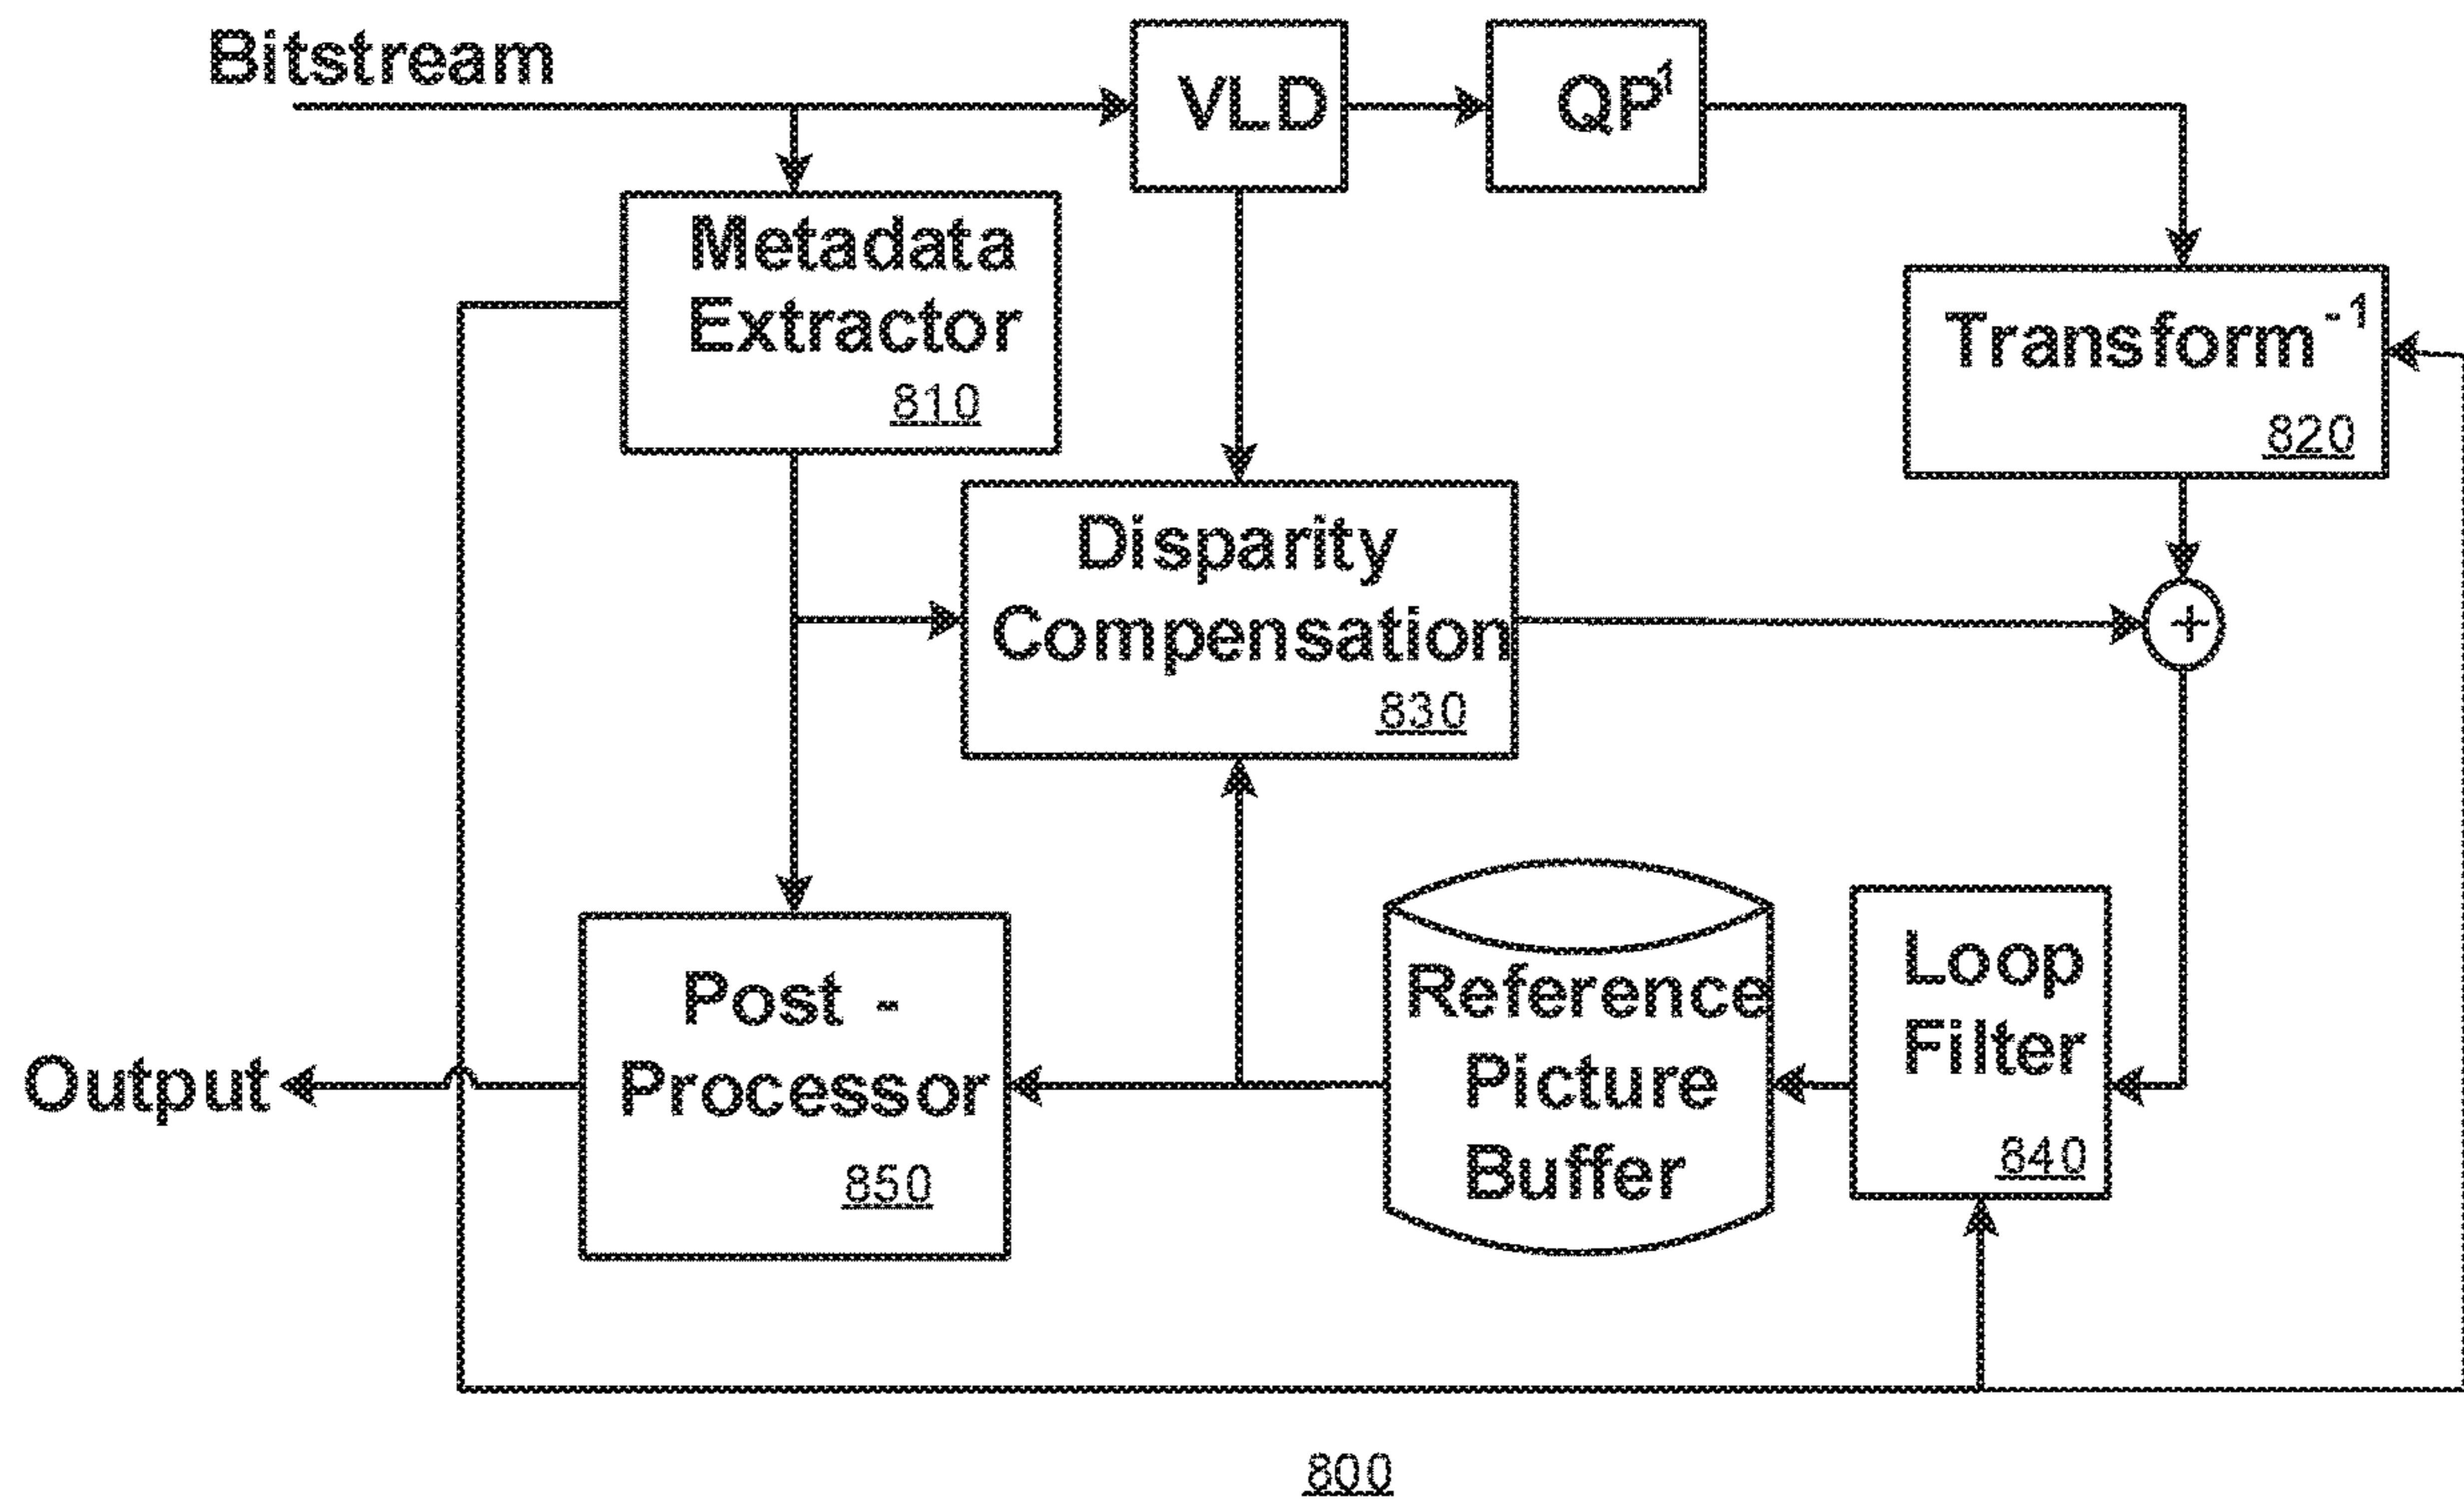 Bitstream
VLD
QP¹
Metadata
Extractor
810
Transform⁻¹
820
Disparity
Compensation
830
+
Post -
Processor
850
Reference
Picture
Buffer
Loop
Filter
840
Output
800